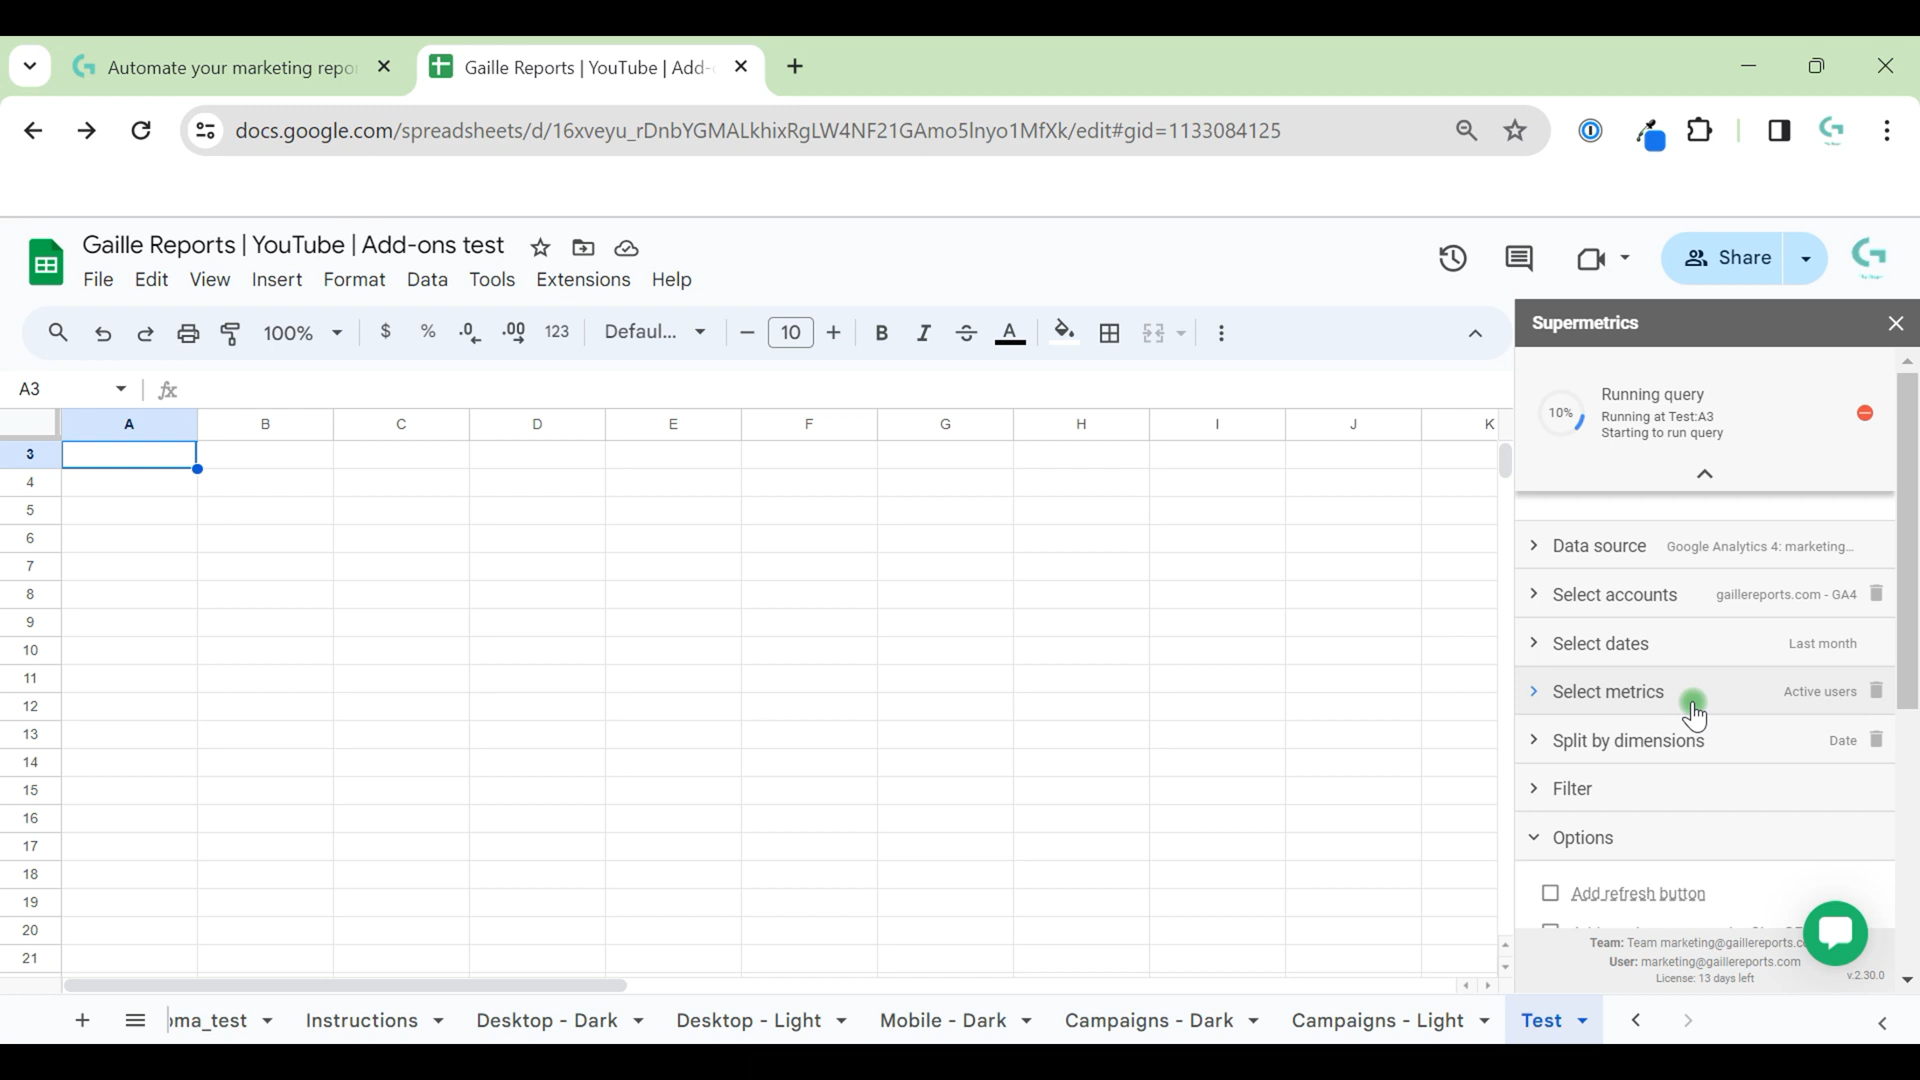 Automate your marketing repo
Gaille Reports | YouTube | Add-
docs.google.com/spreadsheets/d/16xveyu_rDnbYGMALkhixRgLW4NF21GAmo5lnyo1MfXk/edit#gid=1133084125
Gaille Reports | YouTube | Add-ons test
File Edit View Insert Format Data Tools Extensions Help
Share
100% $ % .0 .00 123 Defaul... 10 B I A
Supermetrics
A3 fx
10%
Running query
Running at Test:A3
Starting to run query
A B C D E F G H I J K
3
4
5
6
7
8
9
10
11
12
13
14
15
16
17
18
19
20
21
Data source Google Analytics 4: marketing...
Select accounts gaillereports.com - GA4
Select dates Last month
Select metrics Active users
Split by dimensions Date
Filter
Options
Add refresh button
Team: Team marketing@gaillereports.c
User: marketing@gaillereports.com
License: 13 days left
v.2.30.0
ma_test Instructions Desktop - Dark Desktop - Light Mobile - Dark Campaigns - Dark Campaigns - Light Test